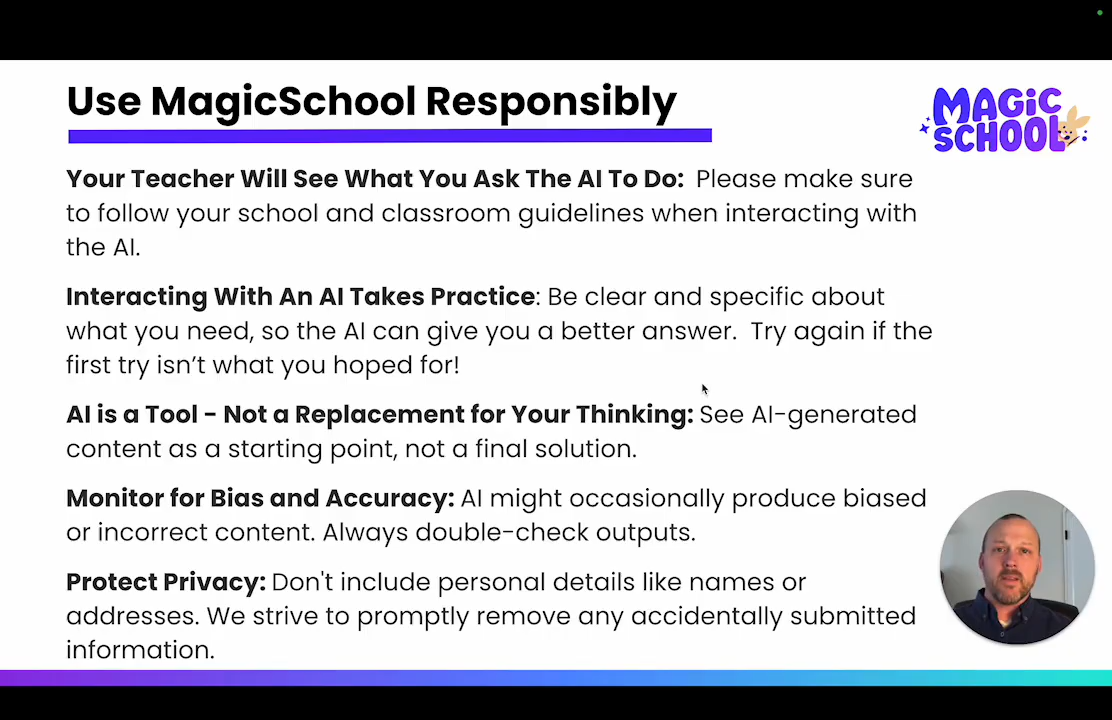 Use MagicSchool Responsibly
MAGiC
SCHOOL
Your Teacher Will See What You Ask The AI To Do: Please make sure
to follow your school and classroom guidelines when interacting with
the AI.
Interacting With An AI Takes Practice: Be clear and specific about
what you need, so the AI can give you a better answer. Try again if the
first try isn’t what you hoped for!
AI is a Tool - Not a Replacement for Your Thinking: See AI-generated
content as a starting point, not a final solution.
Monitor for Bias and Accuracy: AI might occasionally produce biased
or incorrect content. Always double-check outputs.
Protect Privacy: Don't include personal details like names or
addresses. We strive to promptly remove any accidentally submitted
information.